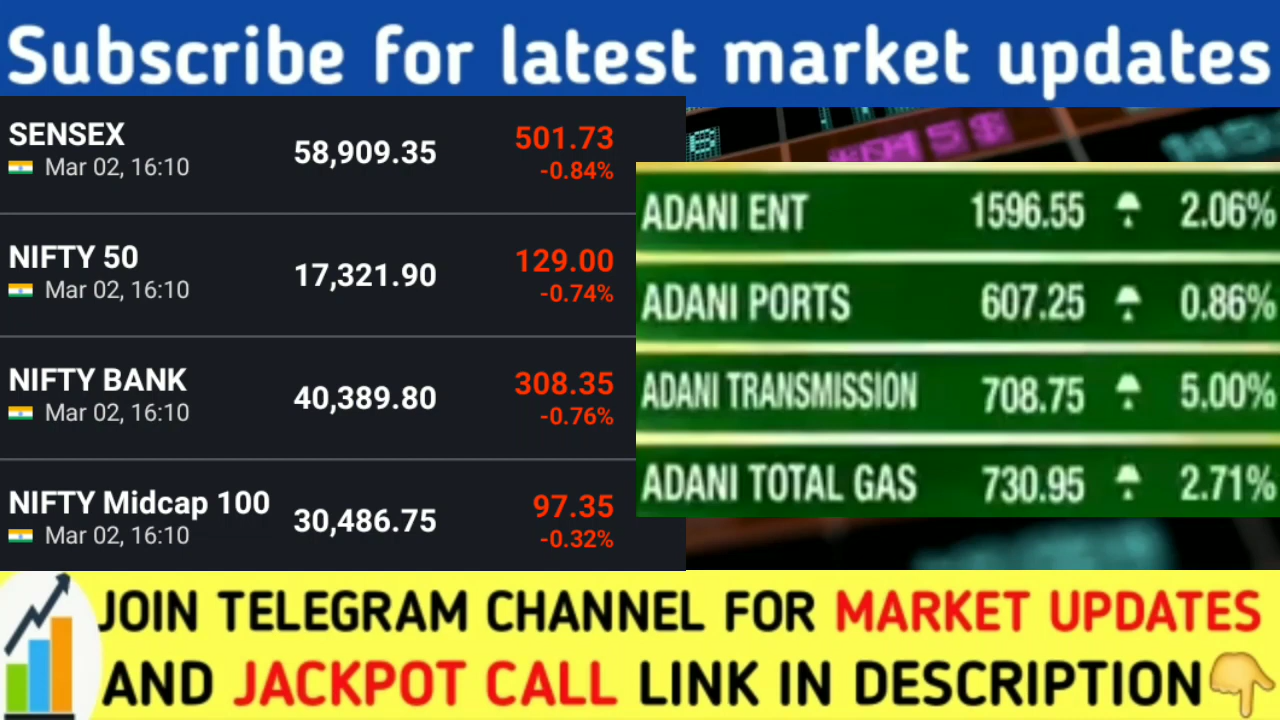 Subscribe for latest market updates
SENSEX 58,909.35 501.73
Mar 02, 16:10 -0.84%
NIFTY 50 17,321.90 129.00
Mar 02, 16:10 -0.74%
NIFTY BANK 40,389.80 308.35
Mar 02, 16:10 -0.76%
NIFTY Midcap 100 30,486.75 97.35
Mar 02, 16:10 -0.32%
ADANI ENT 1596.55 2.06%
ADANI PORTS 607.25 0.86%
ADANI TRANSMISSION 708.75 5.00%
ADANI TOTAL GAS 730.95 2.71%
JOIN TELEGRAM CHANNEL FOR MARKET UPDATES
AND JACKPOT CALL LINK IN DESCRIPTION👇